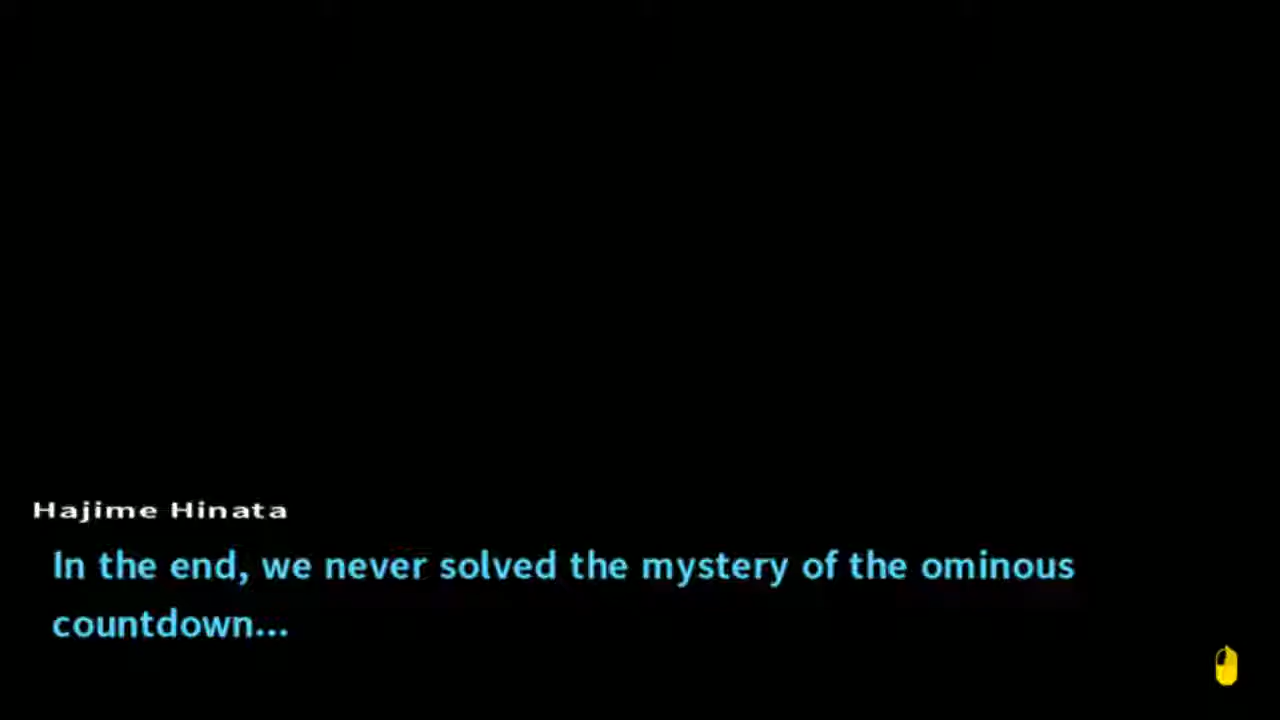 Hajime Hinata
In the end, we never solved the mystery of the ominous
countdown...